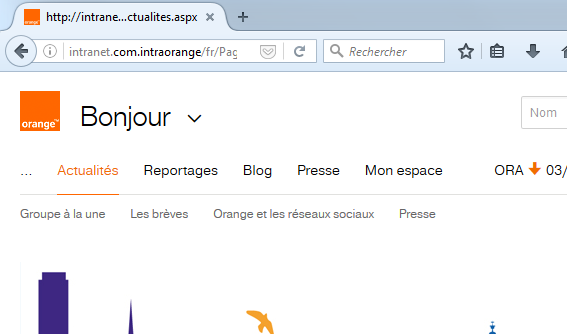 http://intrane...ctualites.aspx
intranet.com.intraorange/fr/Pag
Rechercher
orange™
Bonjour
Nom
... Actualités Reportages Blog Presse Mon espace ORA 03/
Groupe à la une Les brèves Orange et les réseaux sociaux Presse